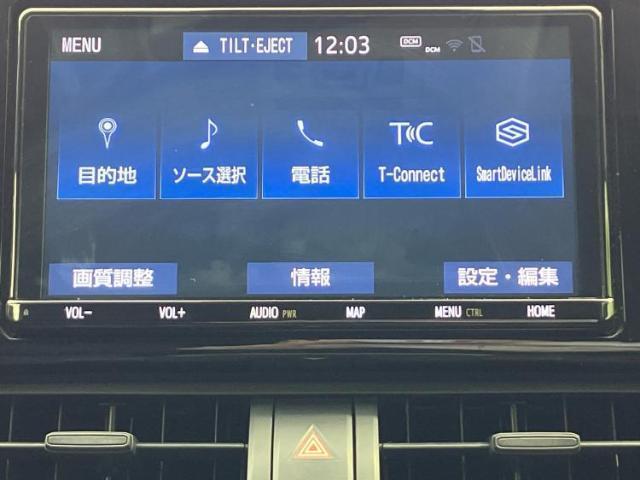 MENU TILT・EJECT 12:03 DCM DCM
目的地 ソース選択 電話 T-Connect SmartDeviceLink
画質調整 情報 設定・編集
VOL- VOL+ AUDIO PWR MAP MENU CTRL HOME